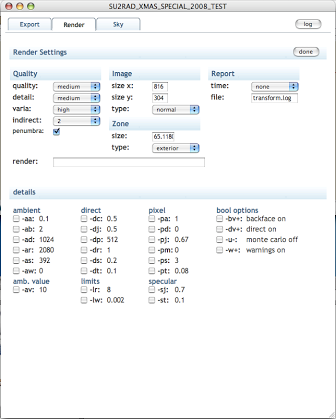 SU2RAD_XMAS_SPECIAL_2008_TEST
Export Render Sky log
Render Settings done
Quality Image Report
quality: medium size x: 816 time: none
detail: medium size y: 304 file: transform.log
varia: high type: normal
indirect: 2 Zone
penumbra: size: 65.118
type: exterior
render:
details
ambient direct pixel bool options
-aa: 0.1 -dc: 0.5 -pa: 1 -bv+: backface on
-ab: 2 -dj: 0.5 -pd: 0 -dv+: direct on
-ad: 1024 -dp: 512 -pj: 0.67 -u-: monte carlo off
-ar: 2080 -dr: 1 -pm: 0 -w+: warnings on
-as: 392 -ds: 0.2 -ps: 3
-aw: 0 -dt: 0.1 -pt: 0.08
amb. value limits specular
-av: 10 -lr: 8 -sj: 0.7
-lw: 0.002 -st: 0.1